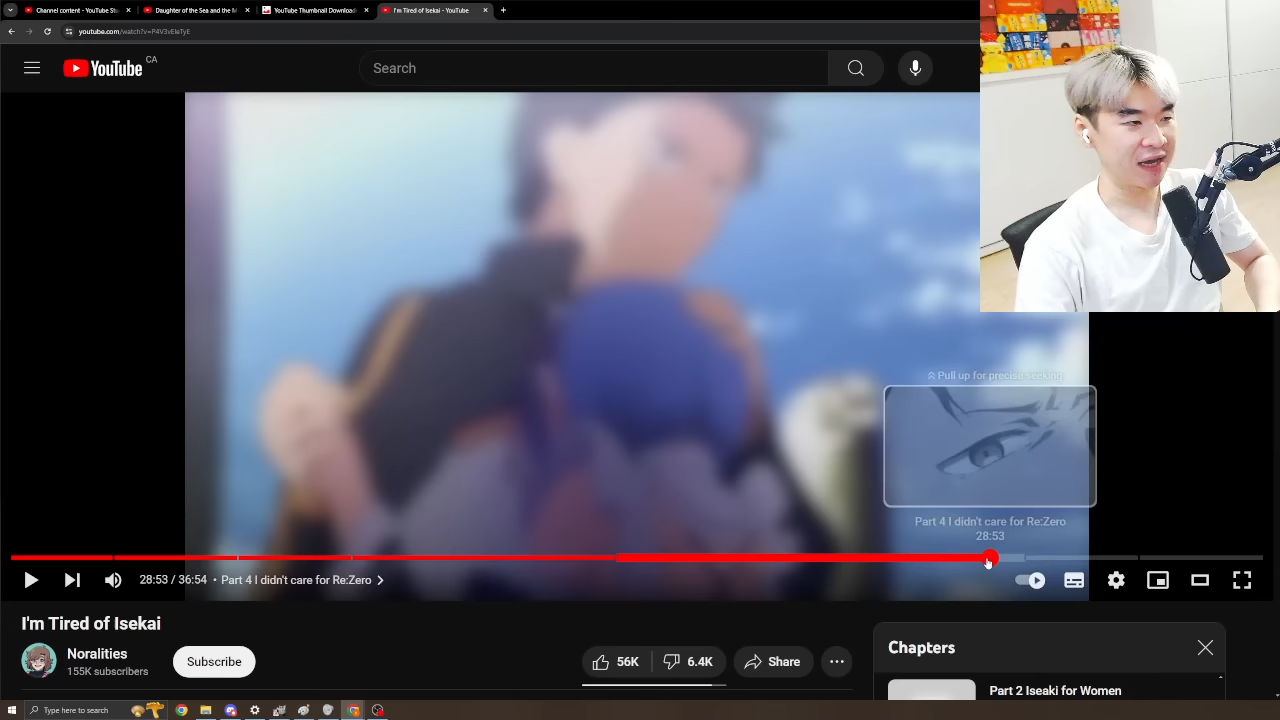 Channel content - YouTube Stu
Daughter of the Sea and the M
YouTube Thumbnail Download
I'm Tired of Isekai - YouTube
youtube.com/watch?v=P4V3vEleTyE
YouTube CA
Search
Pull up for precise seeking
Part 4 I didn't care for Re:Zero
28:53
28:53 / 36:54 • Part 4 I didn't care for Re:Zero
I'm Tired of Isekai
Noralities
155K subscribers
Subscribe
56K
6.4K
Share
Chapters
Part 2 Iseaki for Women
Type here to search